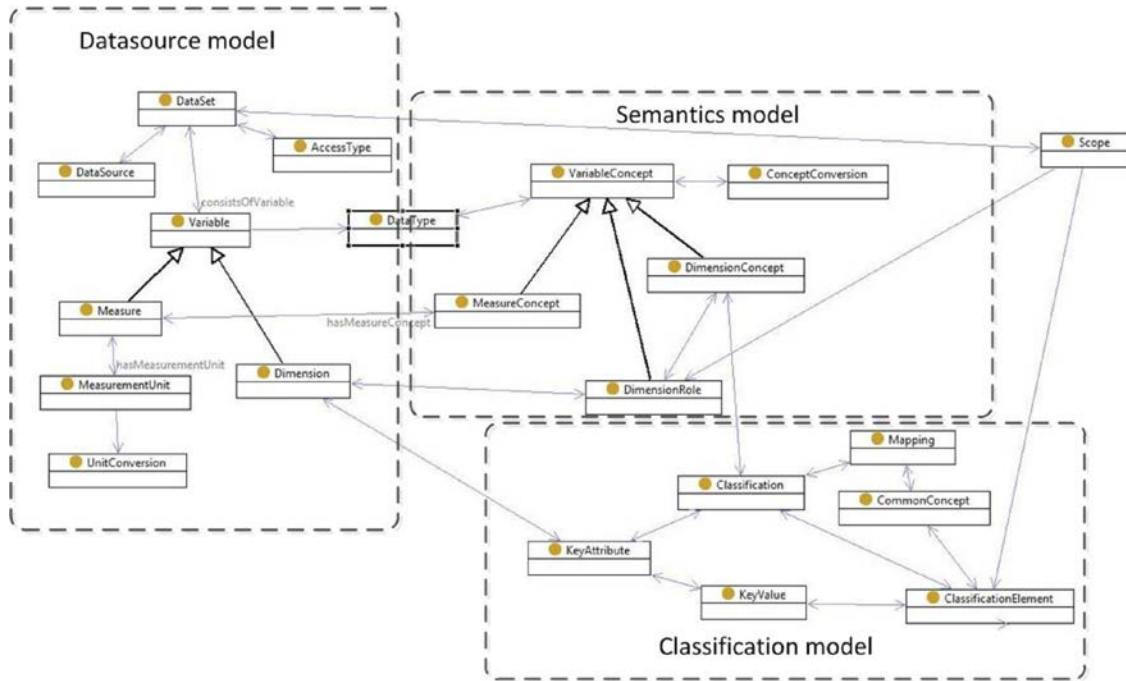 Datasource model
DataSet
DataSource
AccessType
consistsOfVariable
Variable
DataType
Measure
hasMeasureConcept
hasMeasurementUnit
MeasurementUnit
Dimension
UnitConversion
Semantics model
VariableConcept
ConceptConversion
DimensionConcept
MeasureConcept
DimensionRole
Scope
Mapping
Classification
CommonConcept
KeyAttribute
KeyValue
ClassificationElement
Classification model